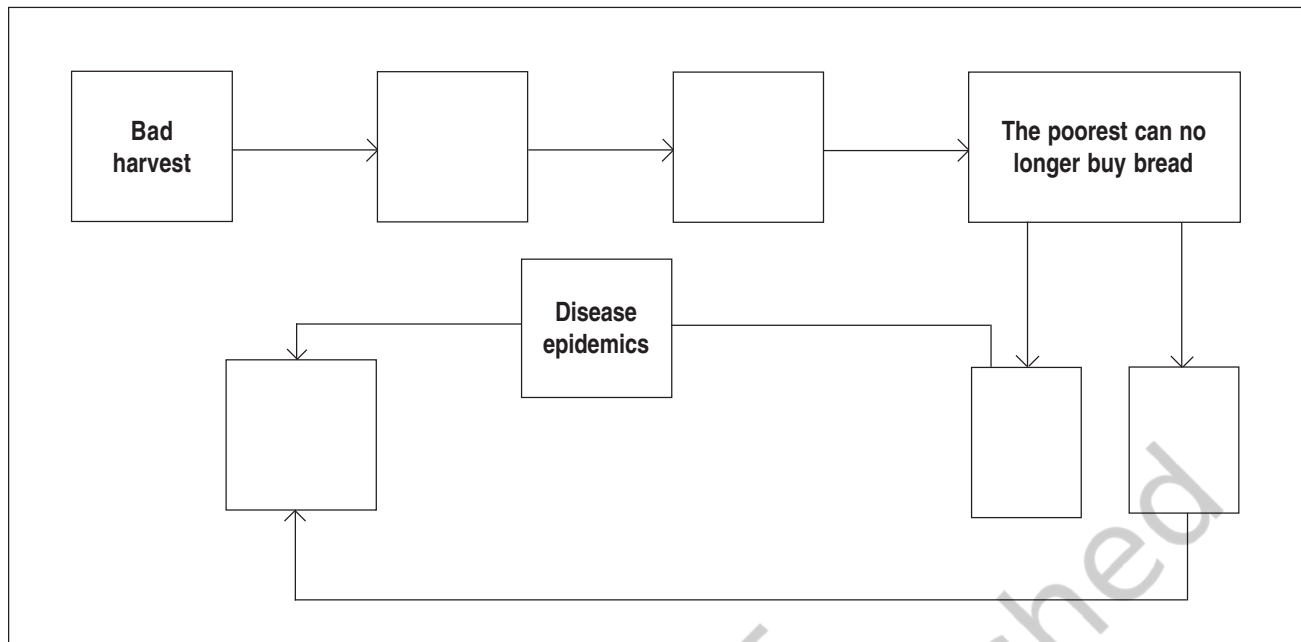 Bad
harvest
The poorest can no
longer buy bread
Disease
epidemics